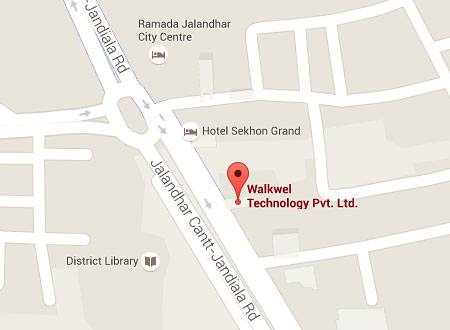 Ramada Jalandhar
City Centre
-Jandiala Rd
Hotel Sekhon Grand
Walkwel
Technology Pvt. Ltd.
Jalandhar Cantt-Jandiala Rd
District Library